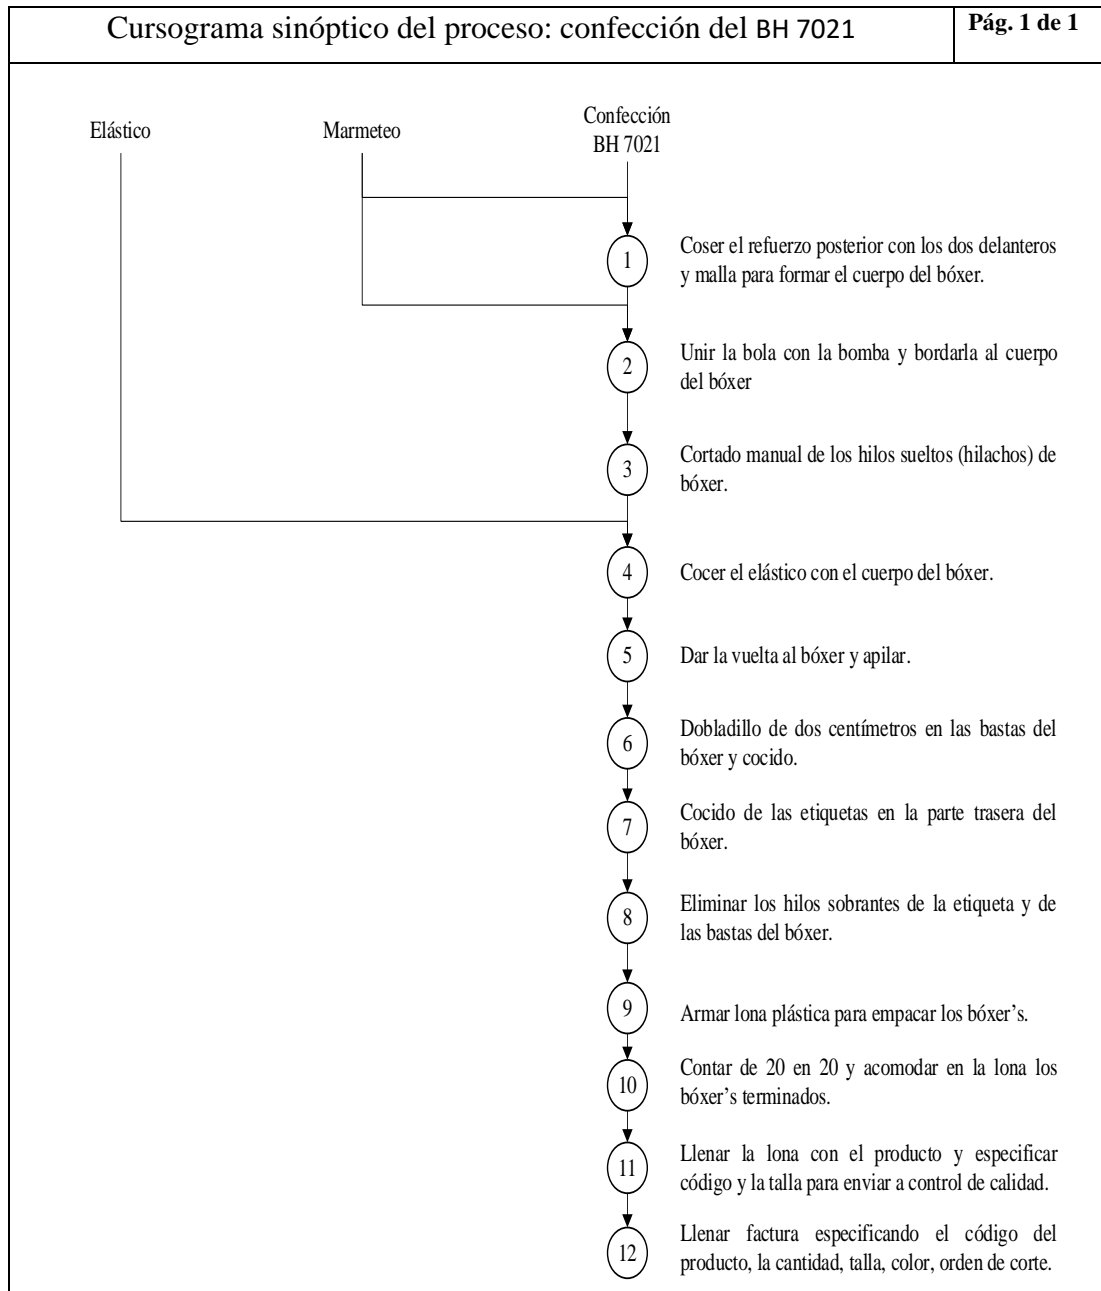 Cursograma sinóptico del proceso: confección del BH 7021
Pág. 1 de 1
Elástico
Marmeteo
Confección
BH 7021
1
Coser el refuerzo posterior con los dos delanteros
y malla para formar el cuerpo del bóxer.
2
Unir la bola con la bomba y bordarla al cuerpo
del bóxer
3
Cortado manual de los hilos sueltos (hilachos) de
bóxer.
4
Cocer el elástico con el cuerpo del bóxer.
5
Dar la vuelta al bóxer y apilar.
6
Dobladillo de dos centímetros en las bastas del
bóxer y cocido.
7
Cocido de las etiquetas en la parte trasera del
bóxer.
8
Eliminar los hilos sobrantes de la etiqueta y de
las bastas del bóxer.
9
Armar lona plástica para empacar los bóxer’s.
10
Contar de 20 en 20 y acomodar en la lona los
bóxer’s terminados.
11
Llenar la lona con el producto y especificar
código y la talla para enviar a control de calidad.
12
Llenar factura especificando el código del
producto, la cantidad, talla, color, orden de corte.